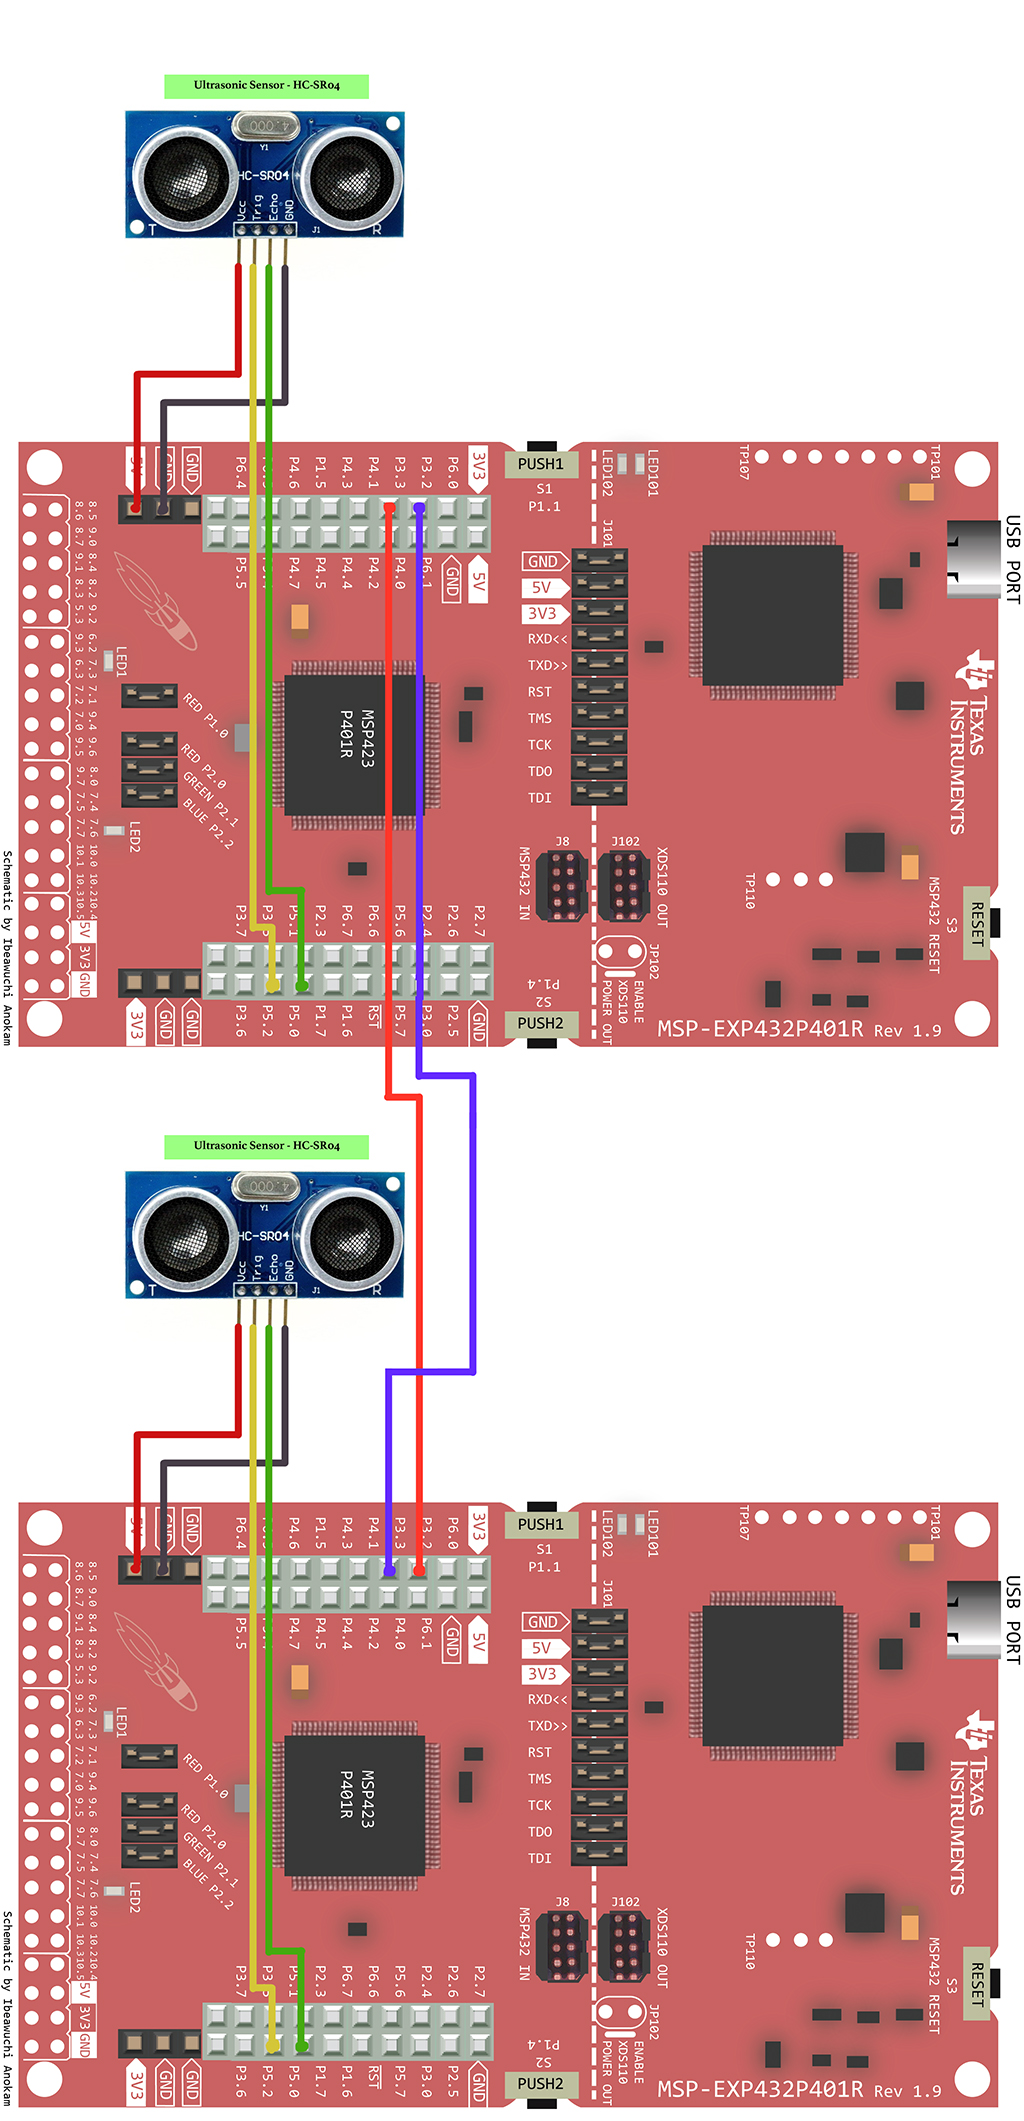 Ultrasonic Sensor - HC-SR04
4.000
Y1
HC-SR04
Vcc
Trig
Echo
GND
T
J1
R
GND
GND
P6.4
P4.6
P1.5
P4.3
P4.1
P3.3
P3.2
P6.0
3V3
PUSH1
S1
P1.1
LED102
LED101
TP107
TP101
USB PORT
8.5 9.0 8.4 8.2 9.2 6.2 7.3 7.1 9.4 9.6 8.0 7.4 7.6 10.0 10.2 10.4
8.6 8.7 9.1 8.3 5.3 9.3 6.3 7.2 7.0 9.5 9.7 7.5 7.7 10.1 10.3 10.5
5V 3V3 GND
P5.5
P4.7
P4.5
P4.4
P4.2
P4.0
P6.1
GND
5V
J101
GND
5V
3V3
RXD<<
TXD>>
RST
TMS
TCK
TDO
TDI
LED1
RED P1.0
RED P2.0
GREEN P2.1
BLUE P2.2
LED2
MSP423
P401R
TEXAS
INSTRUMENTS
J8
J102
MSP432 IN
XDS110 OUT
TP110
MSP432 RESET
S3
RESET
P3.7
P5.1
P2.3
P6.7
P6.6
P5.6
P2.4
P2.7
JP102
ENABLE
XDS110
POWER OUT
3V3
GND
GND
P3.6
P5.2
P5.0
P1.7
P1.6
RST
P5.7
P3.0
P2.5
GND
P1.4
S2
PUSH2
MSP-EXP432P401R Rev 1.9
Schematic by Ibeawuchi Anokam
Ultrasonic Sensor - HC-SR04
4.000
Y1
HC-SR04
Vcc
Trig
Echo
GND
T
J1
R
GND
GND
P6.4
P4.6
P1.5
P4.3
P4.1
P3.3
P3.2
P6.0
3V3
PUSH1
S1
P1.1
LED102
LED101
TP107
TP101
USB PORT
8.5 9.0 8.4 8.2 9.2 6.2 7.3 7.1 9.4 9.6 8.0 7.4 7.6 10.0 10.2 10.4
8.6 8.7 9.1 8.3 5.3 9.3 6.3 7.2 7.0 9.5 9.7 7.5 7.7 10.1 10.3 10.5
5V 3V3 GND
P5.5
P4.7
P4.5
P4.4
P4.2
P4.0
P6.1
GND
5V
J101
GND
5V
3V3
RXD<<
TXD>>
RST
TMS
TCK
TDO
TDI
LED1
RED P1.0
RED P2.0
GREEN P2.1
BLUE P2.2
LED2
MSP423
P401R
TEXAS
INSTRUMENTS
J8
J102
MSP432 IN
XDS110 OUT
TP110
MSP432 RESET
S3
RESET
P3.7
P5.1
P2.3
P6.7
P6.6
P5.6
P2.4
P2.7
JP102
ENABLE
XDS110
POWER OUT
3V3
GND
GND
P3.6
P5.2
P5.0
P1.7
P1.6
RST
P5.7
P3.0
P2.5
GND
P1.4
S2
PUSH2
MSP-EXP432P401R Rev 1.9
Schematic by Ibeawuchi Anokam